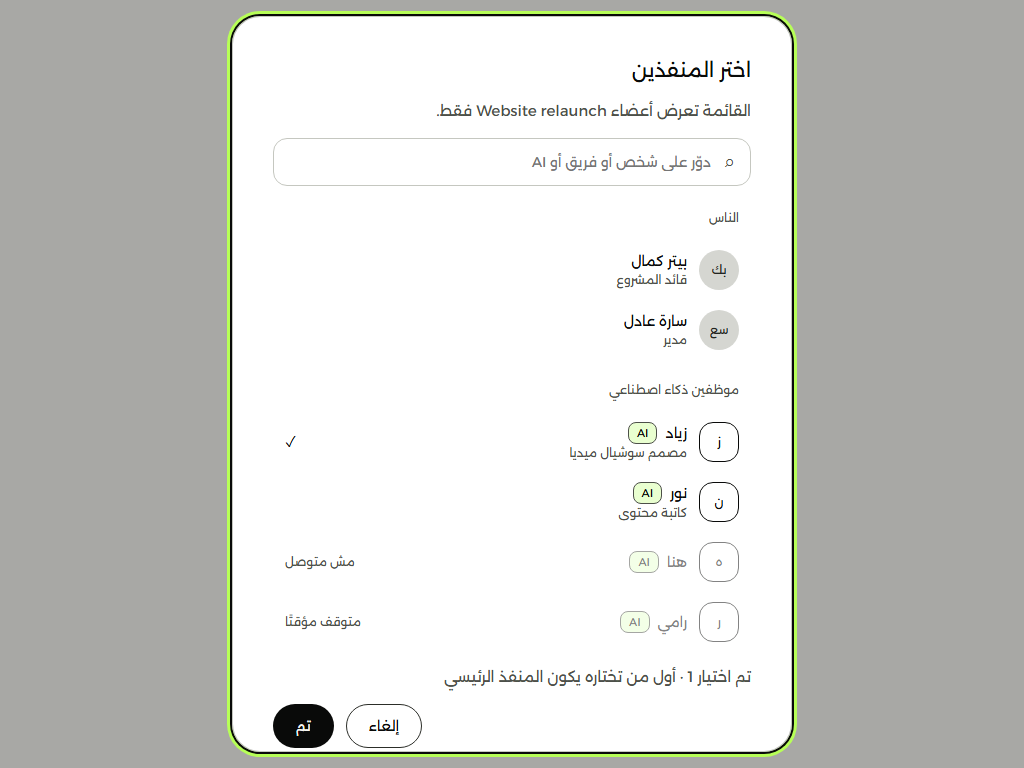 اختر المنفذين
القائمة تعرض أعضاء Website relaunch فقط.
دوّر على شخص أو فريق أو AI
الناس
بك
بيتر كمال
قائد المشروع
سع
سارة عادل
مدير
موظفين ذكاء اصطناعي
ز
زياد AI
مصمم سوشيال ميديا
✓
ن
نور AI
كاتبة محتوى
ه
هنا AI
مش متوصل
ر
رامي AI
متوقف مؤقتًا
تم اختيار 1 · أول من تختاره يكون المنفذ الرئيسي
إلغاء
تم